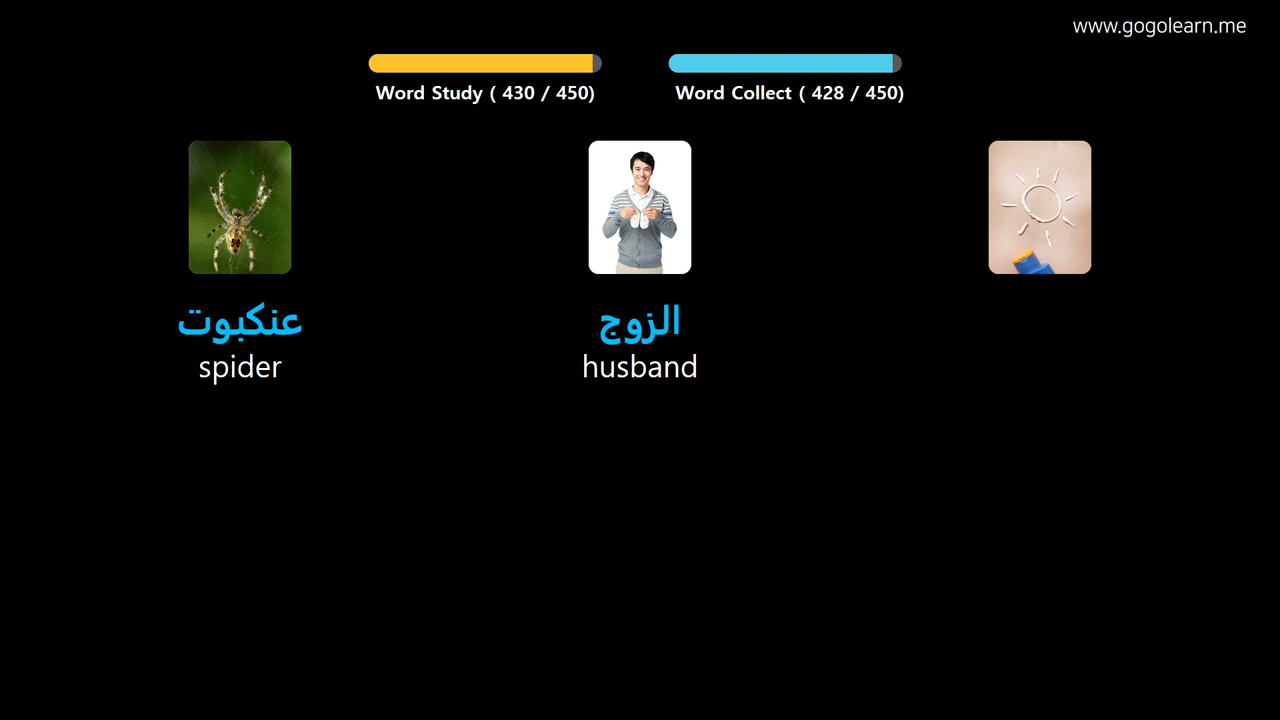 www.gogolearn.me
Word Study ( 430 / 450)
Word Collect ( 428 / 450)
عنكبوت
spider
الزوج
husband